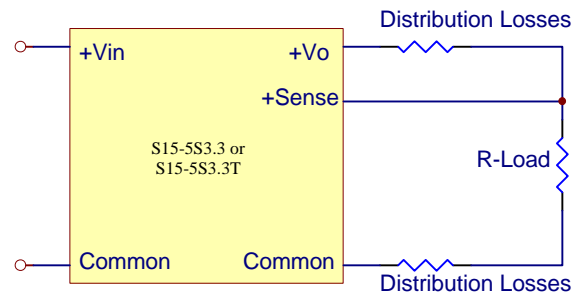 Distribution Losses
+Vin
+Vo
+Sense
S15-5S3.3 or
S15-5S3.3T
R-Load
Common
Common
Distribution Losses